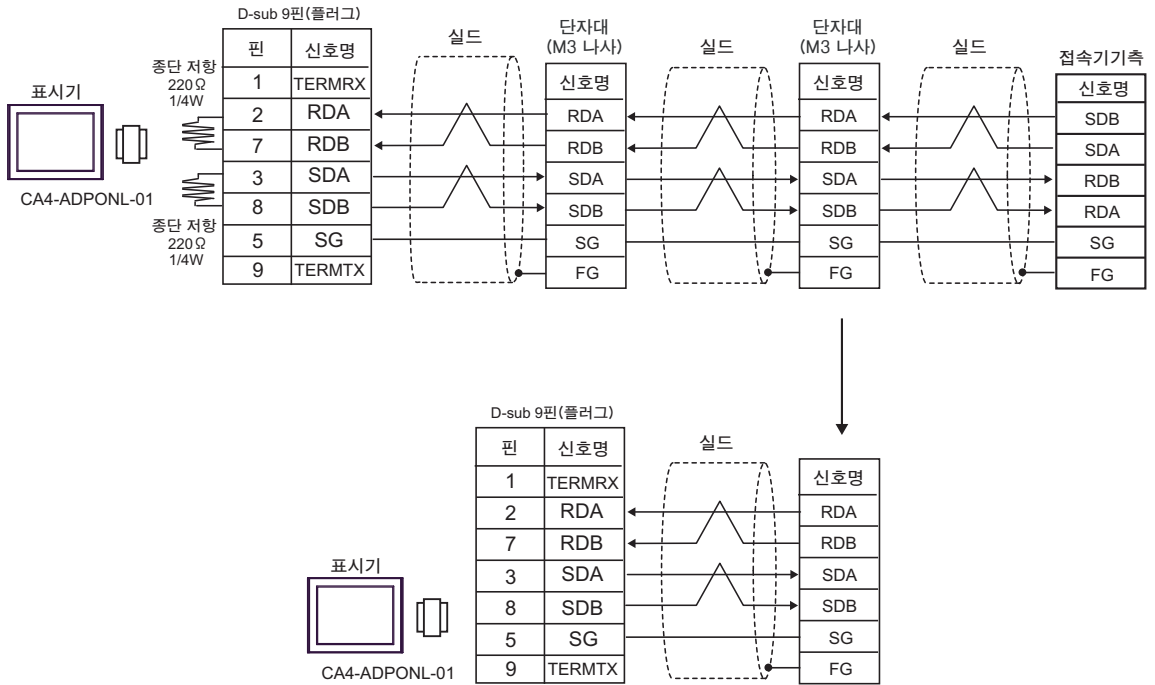 D-sub 9핀(플러그)
핀 신호명
1 TERMRX
2 RDA
7 RDB
3 SDA
8 SDB
5 SG
9 TERMTX
종단 저항
220Ω
1/4W
표시기
CA4-ADPONL-01
종단 저항
220Ω
1/4W
실드
단자대
(M3 나사)
신호명
RDA
RDB
SDA
SDB
SG
FG
실드
단자대
(M3 나사)
신호명
RDA
RDB
SDA
SDB
SG
FG
실드
접속기기측
신호명
SDB
SDA
RDB
RDA
SG
FG
D-sub 9핀(플러그)
핀 신호명
1 TERMRX
2 RDA
7 RDB
3 SDA
8 SDB
5 SG
9 TERMTX
표시기
CA4-ADPONL-01
실드
신호명
RDA
RDB
SDA
SDB
SG
FG